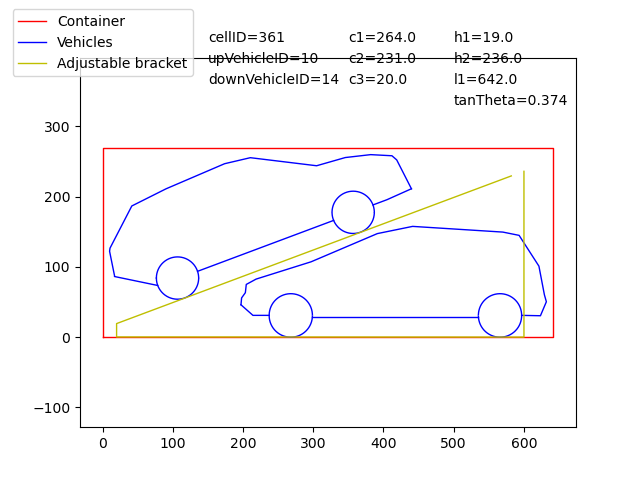 Container
Vehicles
Adjustable bracket
cellID=361 c1=264.0 h1=19.0
upVehicleID=10 c2=231.0 h2=236.0
downVehicleID=14 c3=20.0 l1=642.0
tanTheta=0.374
300
200
100
0
−100
0 100 200 300 400 500 600